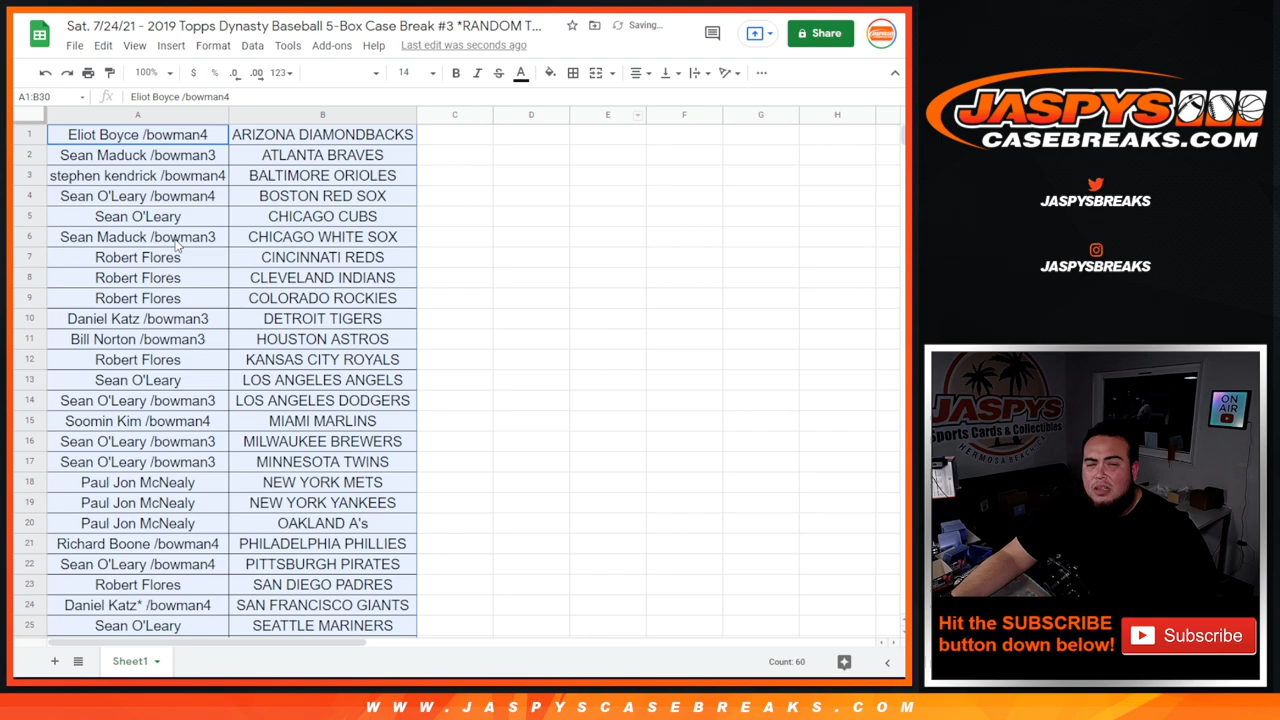 Sat. 7/24/21 - 2019 Topps Dynasty Baseball 5-Box Case Break #3 *RANDOM T...
Saving...
File Edit View Insert Format Data Tools Add-ons Help Last edit was seconds ago
Share
100% $ % .0 .00 123 14 B I S A
A1:B30 fx Eliot Boyce /bowman4
A B C D E F G H
1 Eliot Boyce /bowman4 ARIZONA DIAMONDBACKS
2 Sean Maduck /bowman3 ATLANTA BRAVES
3 stephen kendrick /bowman4 BALTIMORE ORIOLES
4 Sean O'Leary /bowman4 BOSTON RED SOX
5 Sean O'Leary CHICAGO CUBS
6 Sean Maduck /bowman3 CHICAGO WHITE SOX
7 Robert Flores CINCINNATI REDS
8 Robert Flores CLEVELAND INDIANS
9 Robert Flores COLORADO ROCKIES
10 Daniel Katz /bowman3 DETROIT TIGERS
11 Bill Norton /bowman3 HOUSTON ASTROS
12 Robert Flores KANSAS CITY ROYALS
13 Sean O'Leary LOS ANGELES ANGELS
14 Sean O'Leary /bowman3 LOS ANGELES DODGERS
15 Soomin Kim /bowman4 MIAMI MARLINS
16 Sean O'Leary /bowman3 MILWAUKEE BREWERS
17 Sean O'Leary /bowman3 MINNESOTA TWINS
18 Paul Jon McNealy NEW YORK METS
19 Paul Jon McNealy NEW YORK YANKEES
20 Paul Jon McNealy OAKLAND A's
21 Richard Boone /bowman4 PHILADELPHIA PHILLIES
22 Sean O'Leary /bowman4 PITTSBURGH PIRATES
23 Robert Flores SAN DIEGO PADRES
24 Daniel Katz* /bowman4 SAN FRANCISCO GIANTS
25 Sean O'Leary SEATTLE MARINERS
Sheet1
Count: 60
JASPYS
CASEBREAKS.COM
JASPYSBREAKS
JASPYSBREAKS
JASPYS
Sports Cards & Collectibles
HERMOSA BEACH
ON AIR
Hit the SUBSCRIBE
button down below!
Subscribe
WWW.JASPYSCASEBREAKS.COM